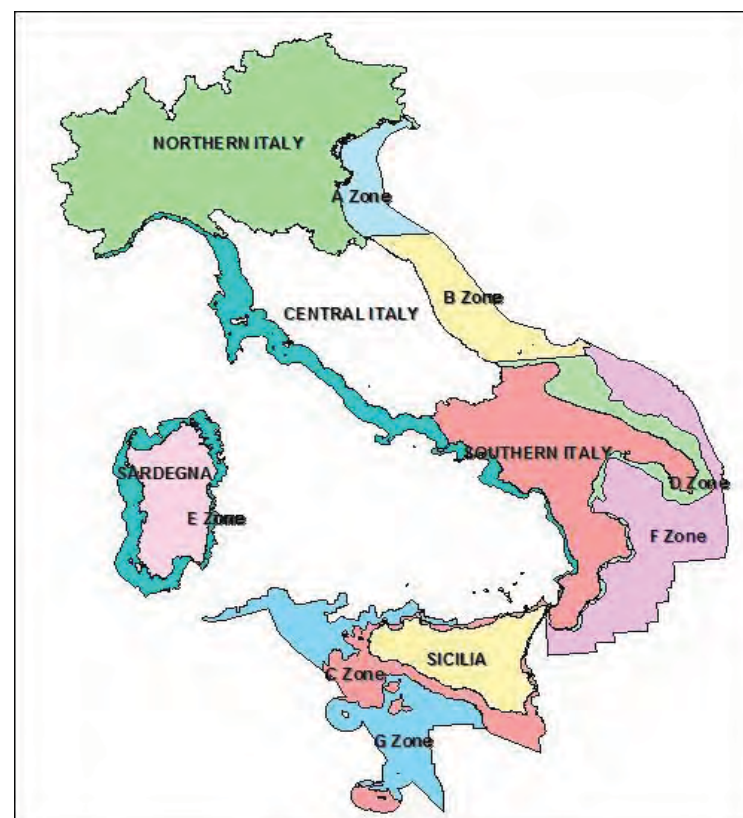 NORTHERN ITALY
A Zone
B Zone
CENTRAL ITALY
SOUTHERN ITALY
SARDEGNA
D Zone
E Zone
F Zone
SICILIA
C Zone
G Zone